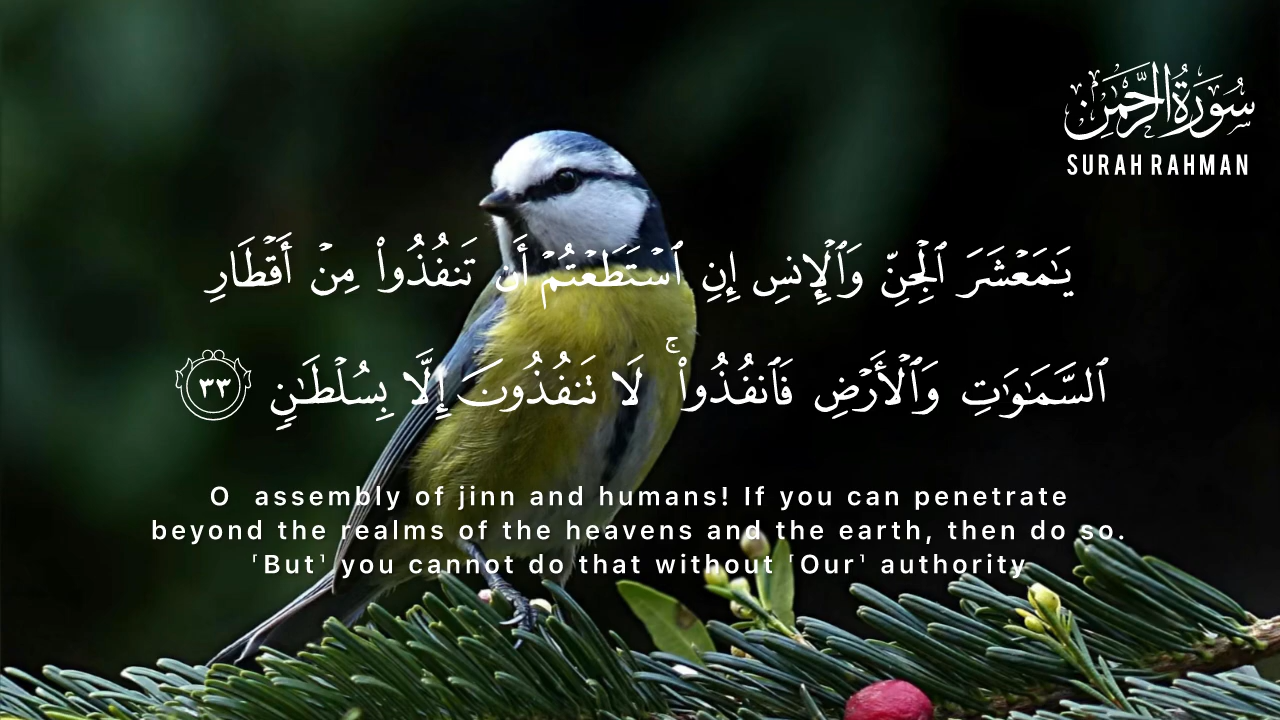 سُورَةُ الرَّحْمَٰن
SURAH RAHMAN
يَـٰمَعْشَرَ ٱلْجِنِّ وَٱلْإِنسِ إِنِ ٱسْتَطَعْتُمْ أَن تَنفُذُوا۟ مِنْ أَقْطَارِ
ٱلسَّمَـٰوَٰتِ وَٱلْأَرْضِ فَٱنفُذُوا۟ ۚ لَا تَنفُذُونَ إِلَّا بِسُلْطَـٰنٍ ٣٣
O assembly of jinn and humans! If you can penetrate
beyond the realms of the heavens and the earth, then do so.
˹But˺ you cannot do that without ˹Our˺ authority